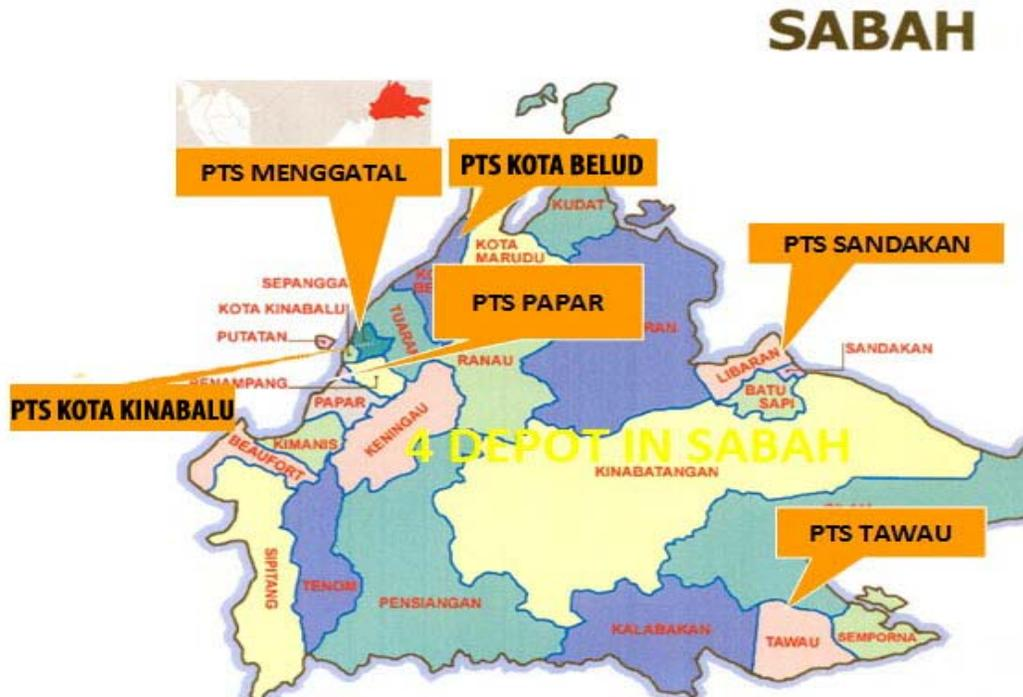 SABAH
PTS MENGGATAL
PTS KOTA BELUD
KUDAT
PTS SANDAKAN
KOTA
MARUDU
SEPANGGA
PTS PAPAR
KOTA KINABALU
TUARAN
PUTATAN
RANAU
LIBARAN
SANDAKAN
PENAMPANG
BATU
SAPI
PTS KOTA KINABALU
PAPAR
KENINGAU
KIMANIS
BEAUFORT
4 DEPOT IN SABAH
KINABATANGAN
PTS TAWAU
SIPITANG
TENOM
PENSIANGAN
KALABAKAN
TAWAU
SEMPORNA